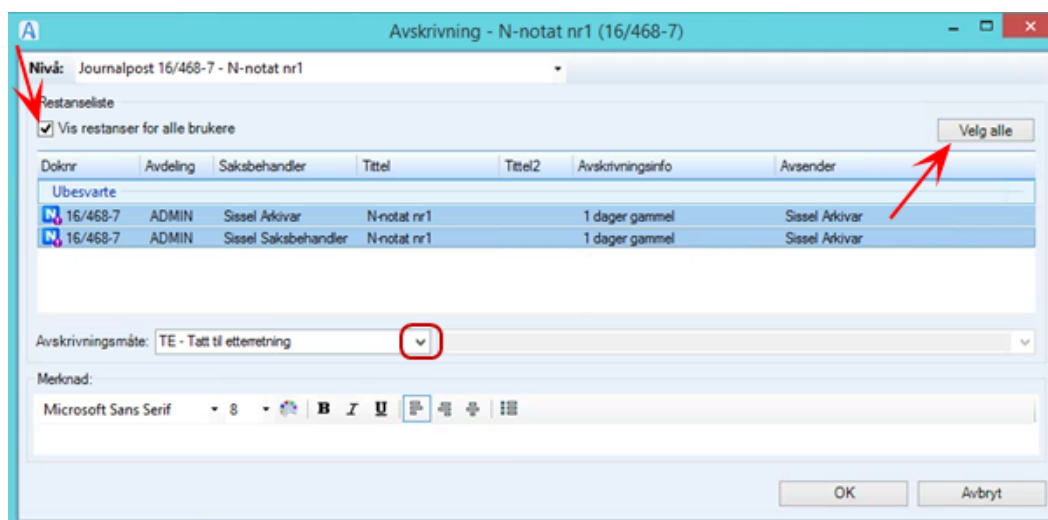 A
Avskrivning - N-notat nr1 (16/468-7)
Nivå: Journalpost 16/468-7 - N-notat nr1
Restanseliste
Vis restanser for alle brukere
Velg alle
Doknr Avdeling Saksbehandler Tittel Tittel2 Avskrivningsinfo Avsender
Ubesvarte
N 16/468-7 ADMIN Sissel Arkivar N-notat nr1 1 dager gammel Sissel Arkivar
N 16/468-7 ADMIN Sissel Saksbehandler N-notat nr1 1 dager gammel Sissel Arkivar
Avskrivningsmåte: TE - Tatt til etterretning
Merknad:
Microsoft Sans Serif 8 B I U
OK Avbryt